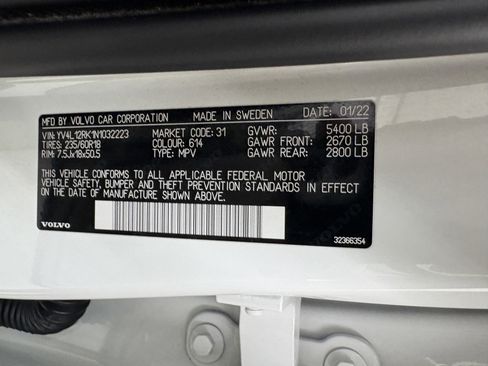 MFD BY VOLVO CAR CORPORATION MADE IN SWEDEN DATE: 01/22
VIN: YV4L12RK1N1032223 MARKET CODE: 31 GVWR: 5400 LB
TIRES: 235/60R18 COLOUR: 614 GAWR FRONT: 2670 LB
RIM: 7.5Jx18x50.5 TYPE: MPV GAWR REAR: 2800 LB
THIS VEHICLE CONFORMS TO ALL APPLICABLE FEDERAL MOTOR
VEHICLE SAFETY, BUMPER AND THEFT PREVENTION STANDARDS IN EFFECT
ON THE DATE OF MANUFACTURE SHOWN ABOVE.
VOLVO 32366354